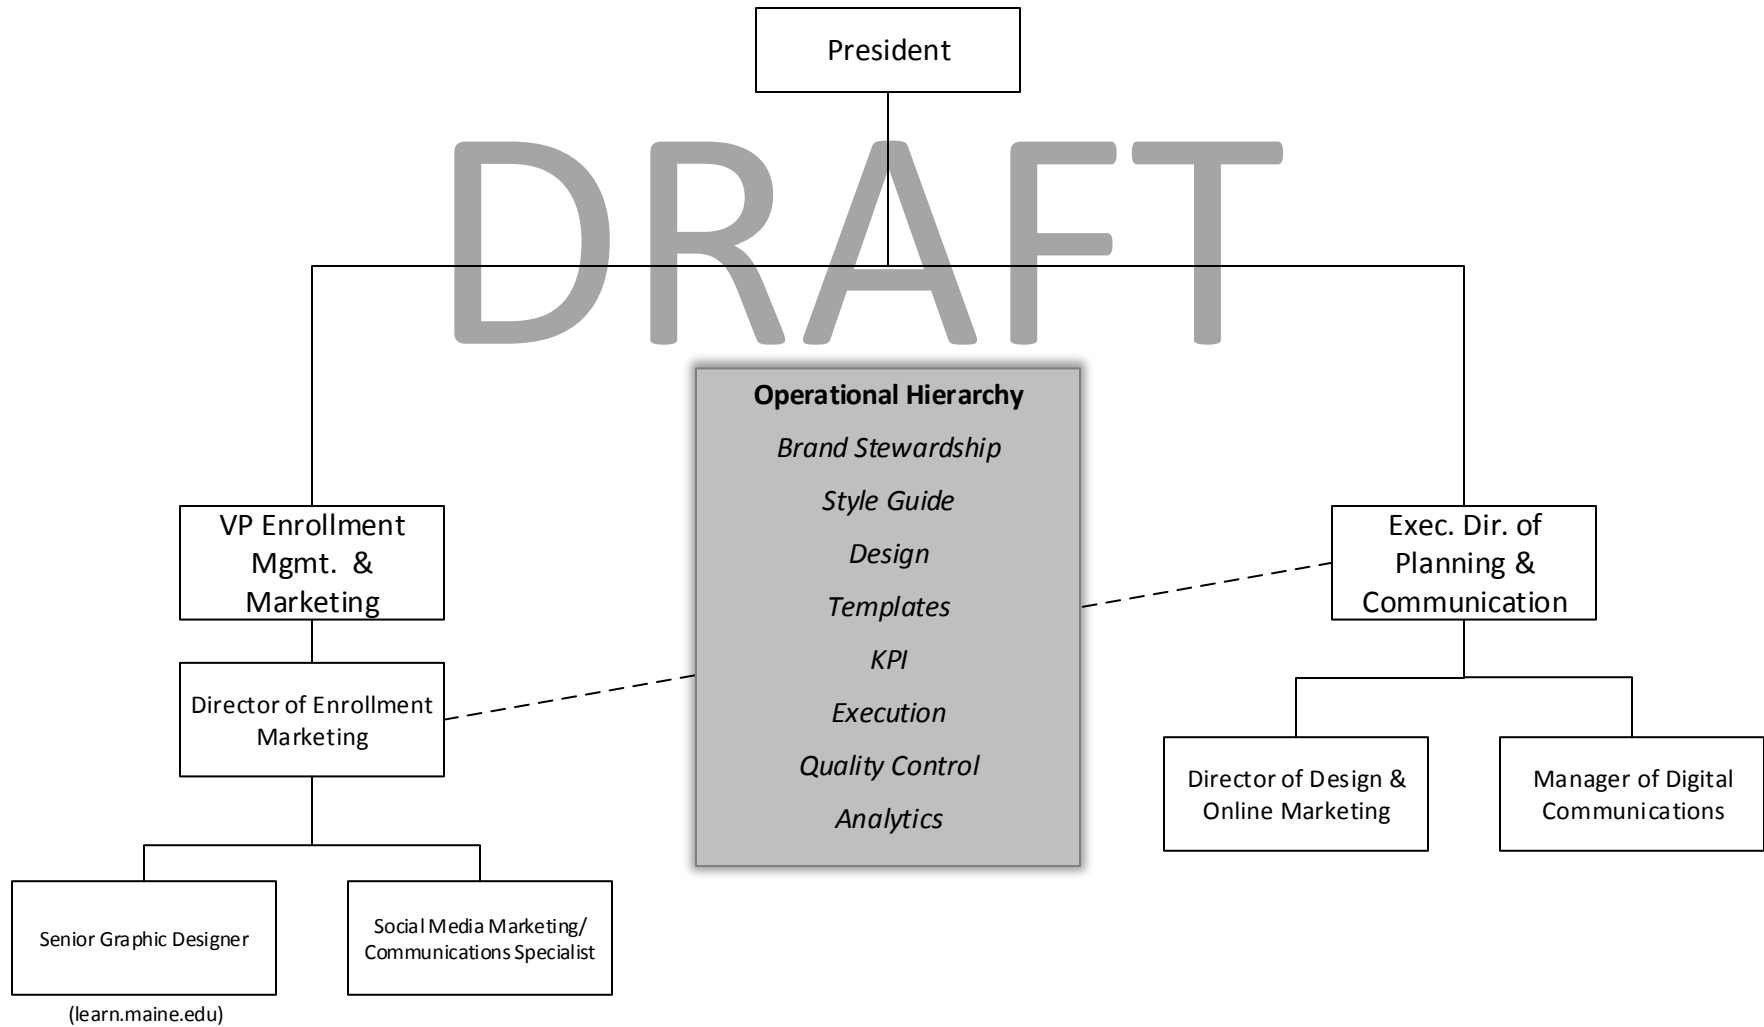 President
DRAFT
Operational Hierarchy
Brand Stewardship
Style Guide
Design
Templates
KPI
Execution
Quality Control
Analytics
VP Enrollment
Mgmt. &
Marketing
Director of Enrollment
Marketing
Senior Graphic Designer
(learn.maine.edu)
Social Media Marketing/
Communications Specialist
Exec. Dir. of
Planning &
Communication
Director of Design &
Online Marketing
Manager of Digital
Communications